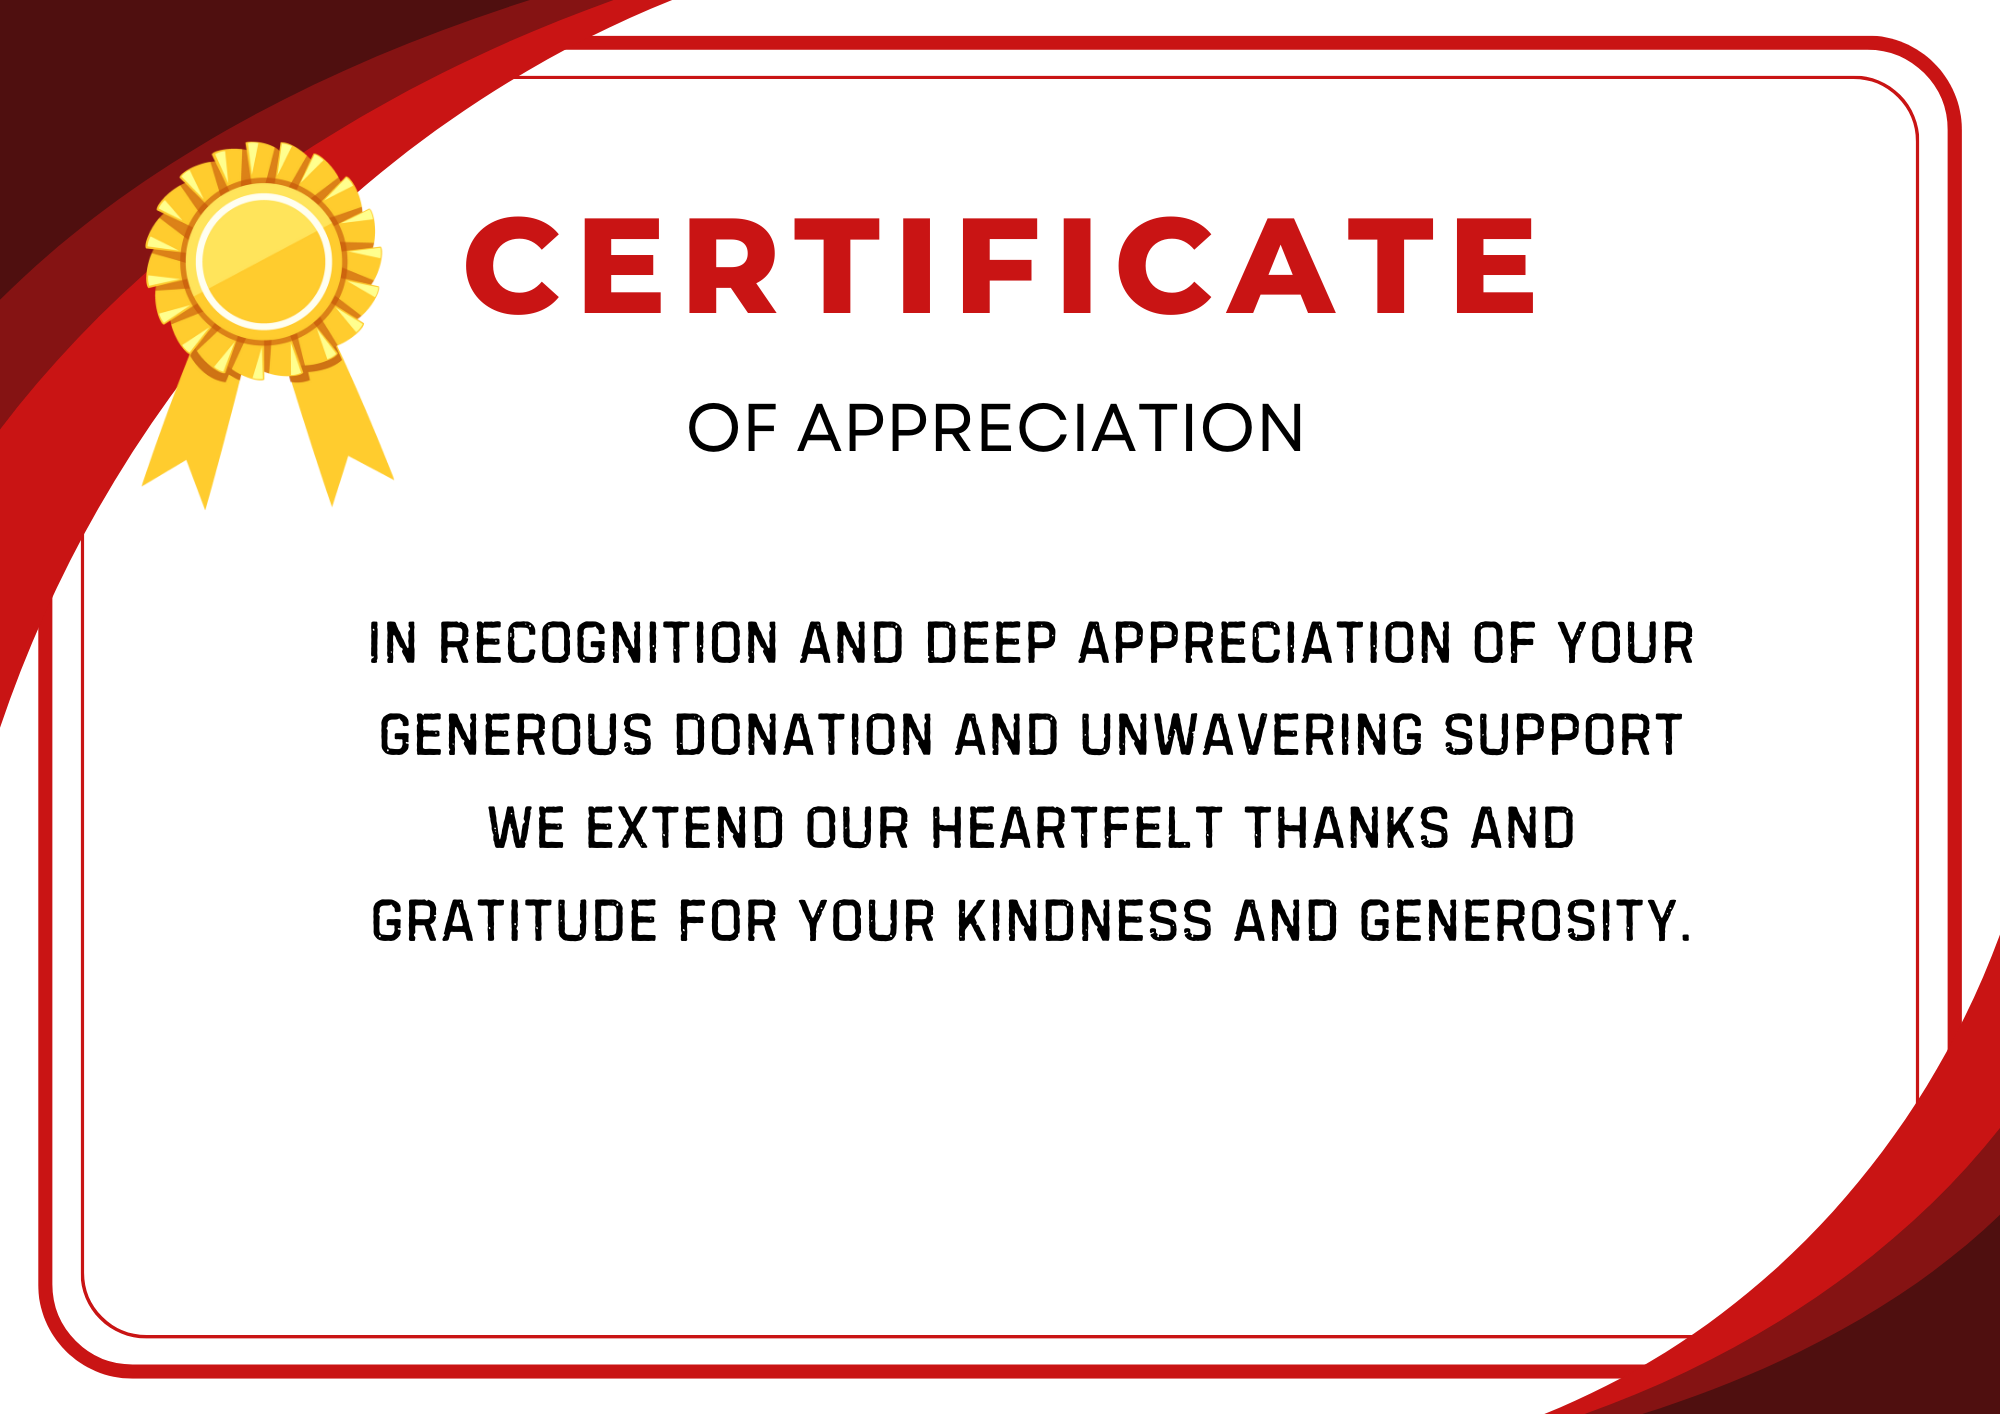 CERTIFICATE
OF APPRECIATION
IN RECOGNITION AND DEEP APPRECIATION OF YOUR
GENEROUS DONATION AND UNWAVERING SUPPORT
WE EXTEND OUR HEARTFELT THANKS AND
GRATITUDE FOR YOUR KINDNESS AND GENEROSITY.